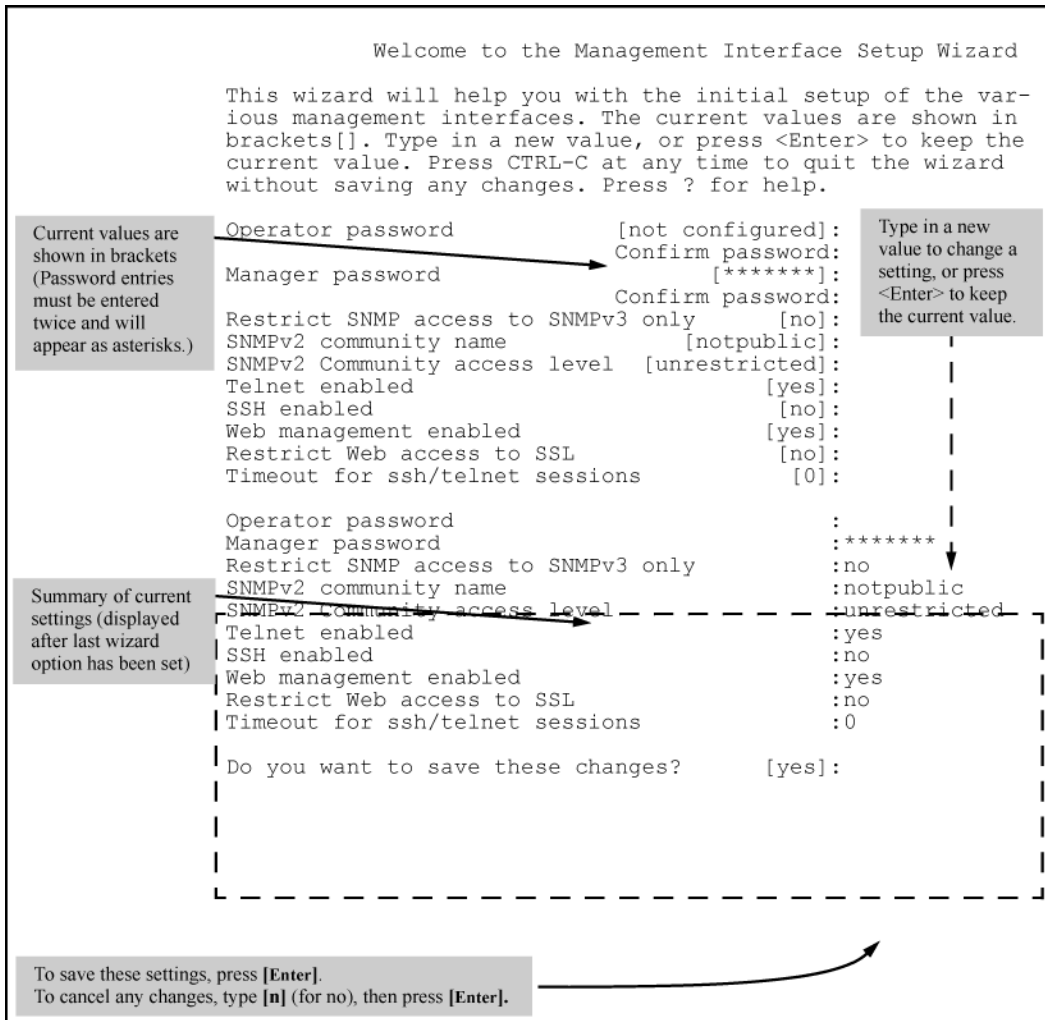 Welcome to the Management Interface Setup Wizard
This wizard will help you with the initial setup of the var-
ious management interfaces. The current values are shown in
brackets[]. Type in a new value, or press <Enter> to keep the
current value. Press CTRL-C at any time to quit the wizard
without saving any changes. Press ? for help.
Current values are
shown in brackets
(Password entries
must be entered
twice and will
appear as asterisks.)
Operator password [not configured]:
Confirm password:
Manager password [*******]:
Confirm password:
Restrict SNMP access to SNMPv3 only [no]:
SNMPv2 community name [notpublic]:
SNMPv2 Community access level [unrestricted]:
Telnet enabled [yes]:
SSH enabled [no]:
Web management enabled [yes]:
Restrict Web access to SSL [no]:
Timeout for ssh/telnet sessions [0]:
Type in a new
value to change a
setting, or press
<Enter> to keep
the current value.
Operator password :
Manager password :*******
Restrict SNMP access to SNMPv3 only :no
SNMPv2 community name :notpublic
SNMPv2 Community access level :unrestricted
Telnet enabled :yes
SSH enabled :no
Web management enabled :yes
Restrict Web access to SSL :no
Timeout for ssh/telnet sessions :0
Summary of current
settings (displayed
after last wizard
option has been set)
Do you want to save these changes? [yes]:
To save these settings, press [Enter].
To cancel any changes, type [n] (for no), then press [Enter].